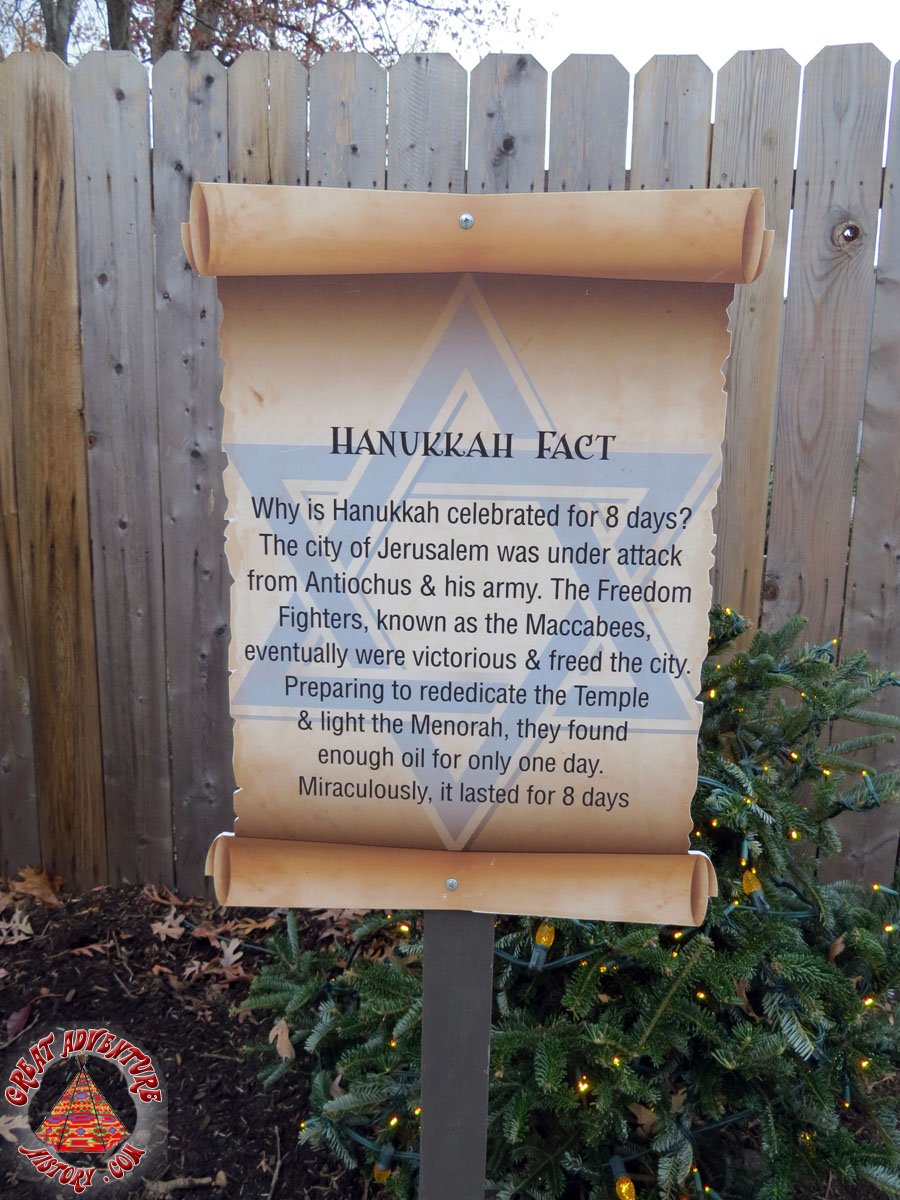 Hanukkah Fact
Why is Hanukkah celebrated for 8 days?
The city of Jerusalem was under attack
from Antiochus & his army. The Freedom
Fighters, known as the Maccabees,
eventually were victorious & freed the city.
Preparing to rededicate the Temple
& light the Menorah, they found
enough oil for only one day.
Miraculously, it lasted for 8 days
GREAT ADVENTURE
HISTORY.COM